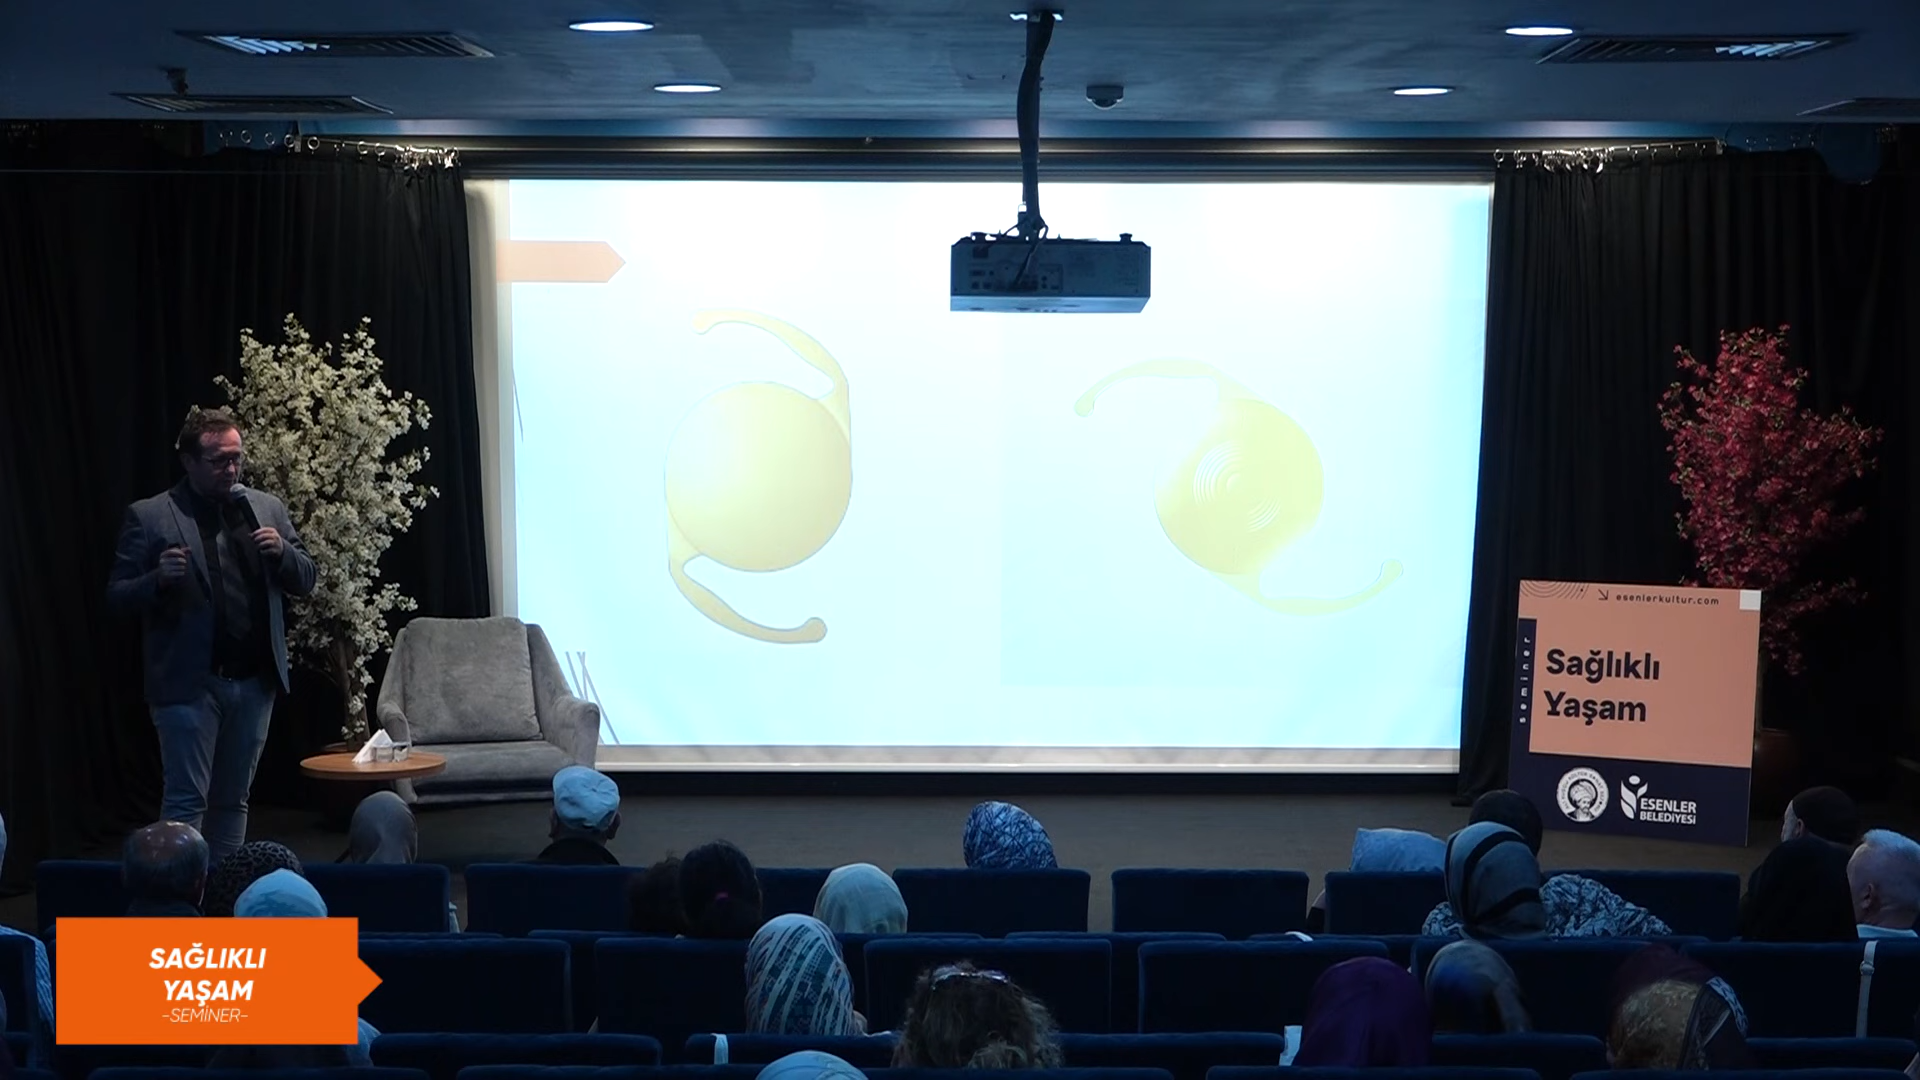 esenlerkultur.com
seminer
Sağlıklı
Yaşam
ESENLER
BELEDİYESİ
SAĞLIKLI
YAŞAM
-SEMİNER-